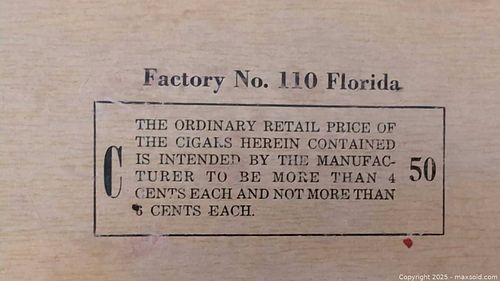 Factory No. 110 Florida
THE ORDINARY RETAIL PRICE OF
THE CIGARS HEREIN CONTAINED
IS INTENDED BY THE MANUFAC-
TURER TO BE MORE THAN 4
CENTS EACH AND NOT MORE THAN
6 CENTS EACH.
C
50
Copyright 2025 - maxsold.com